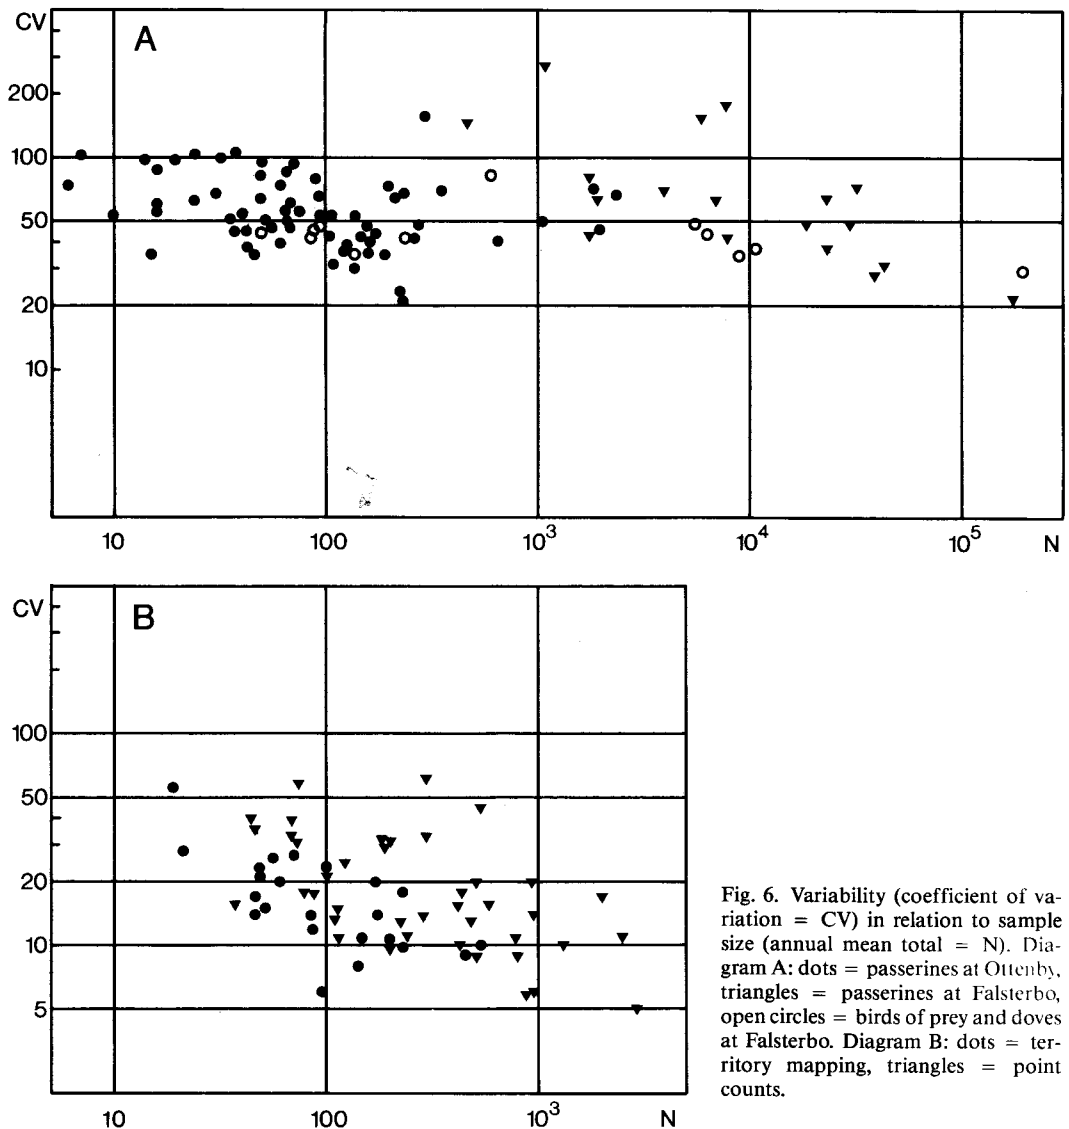 CV
A
200
100
50
20
10
10 100 10³ 10⁴ 10⁵ N
CV
B
100
50
20
10
5
10 100 10³ N
Fig. 6. Variability (coefficient of va-
riation = CV) in relation to sample
size (annual mean total = N). Dia-
gram A: dots = passerines at Ottenby,
triangles = passerines at Falsterbo,
open circles = birds of prey and doves
at Falsterbo. Diagram B: dots = ter-
ritory mapping, triangles = point
counts.